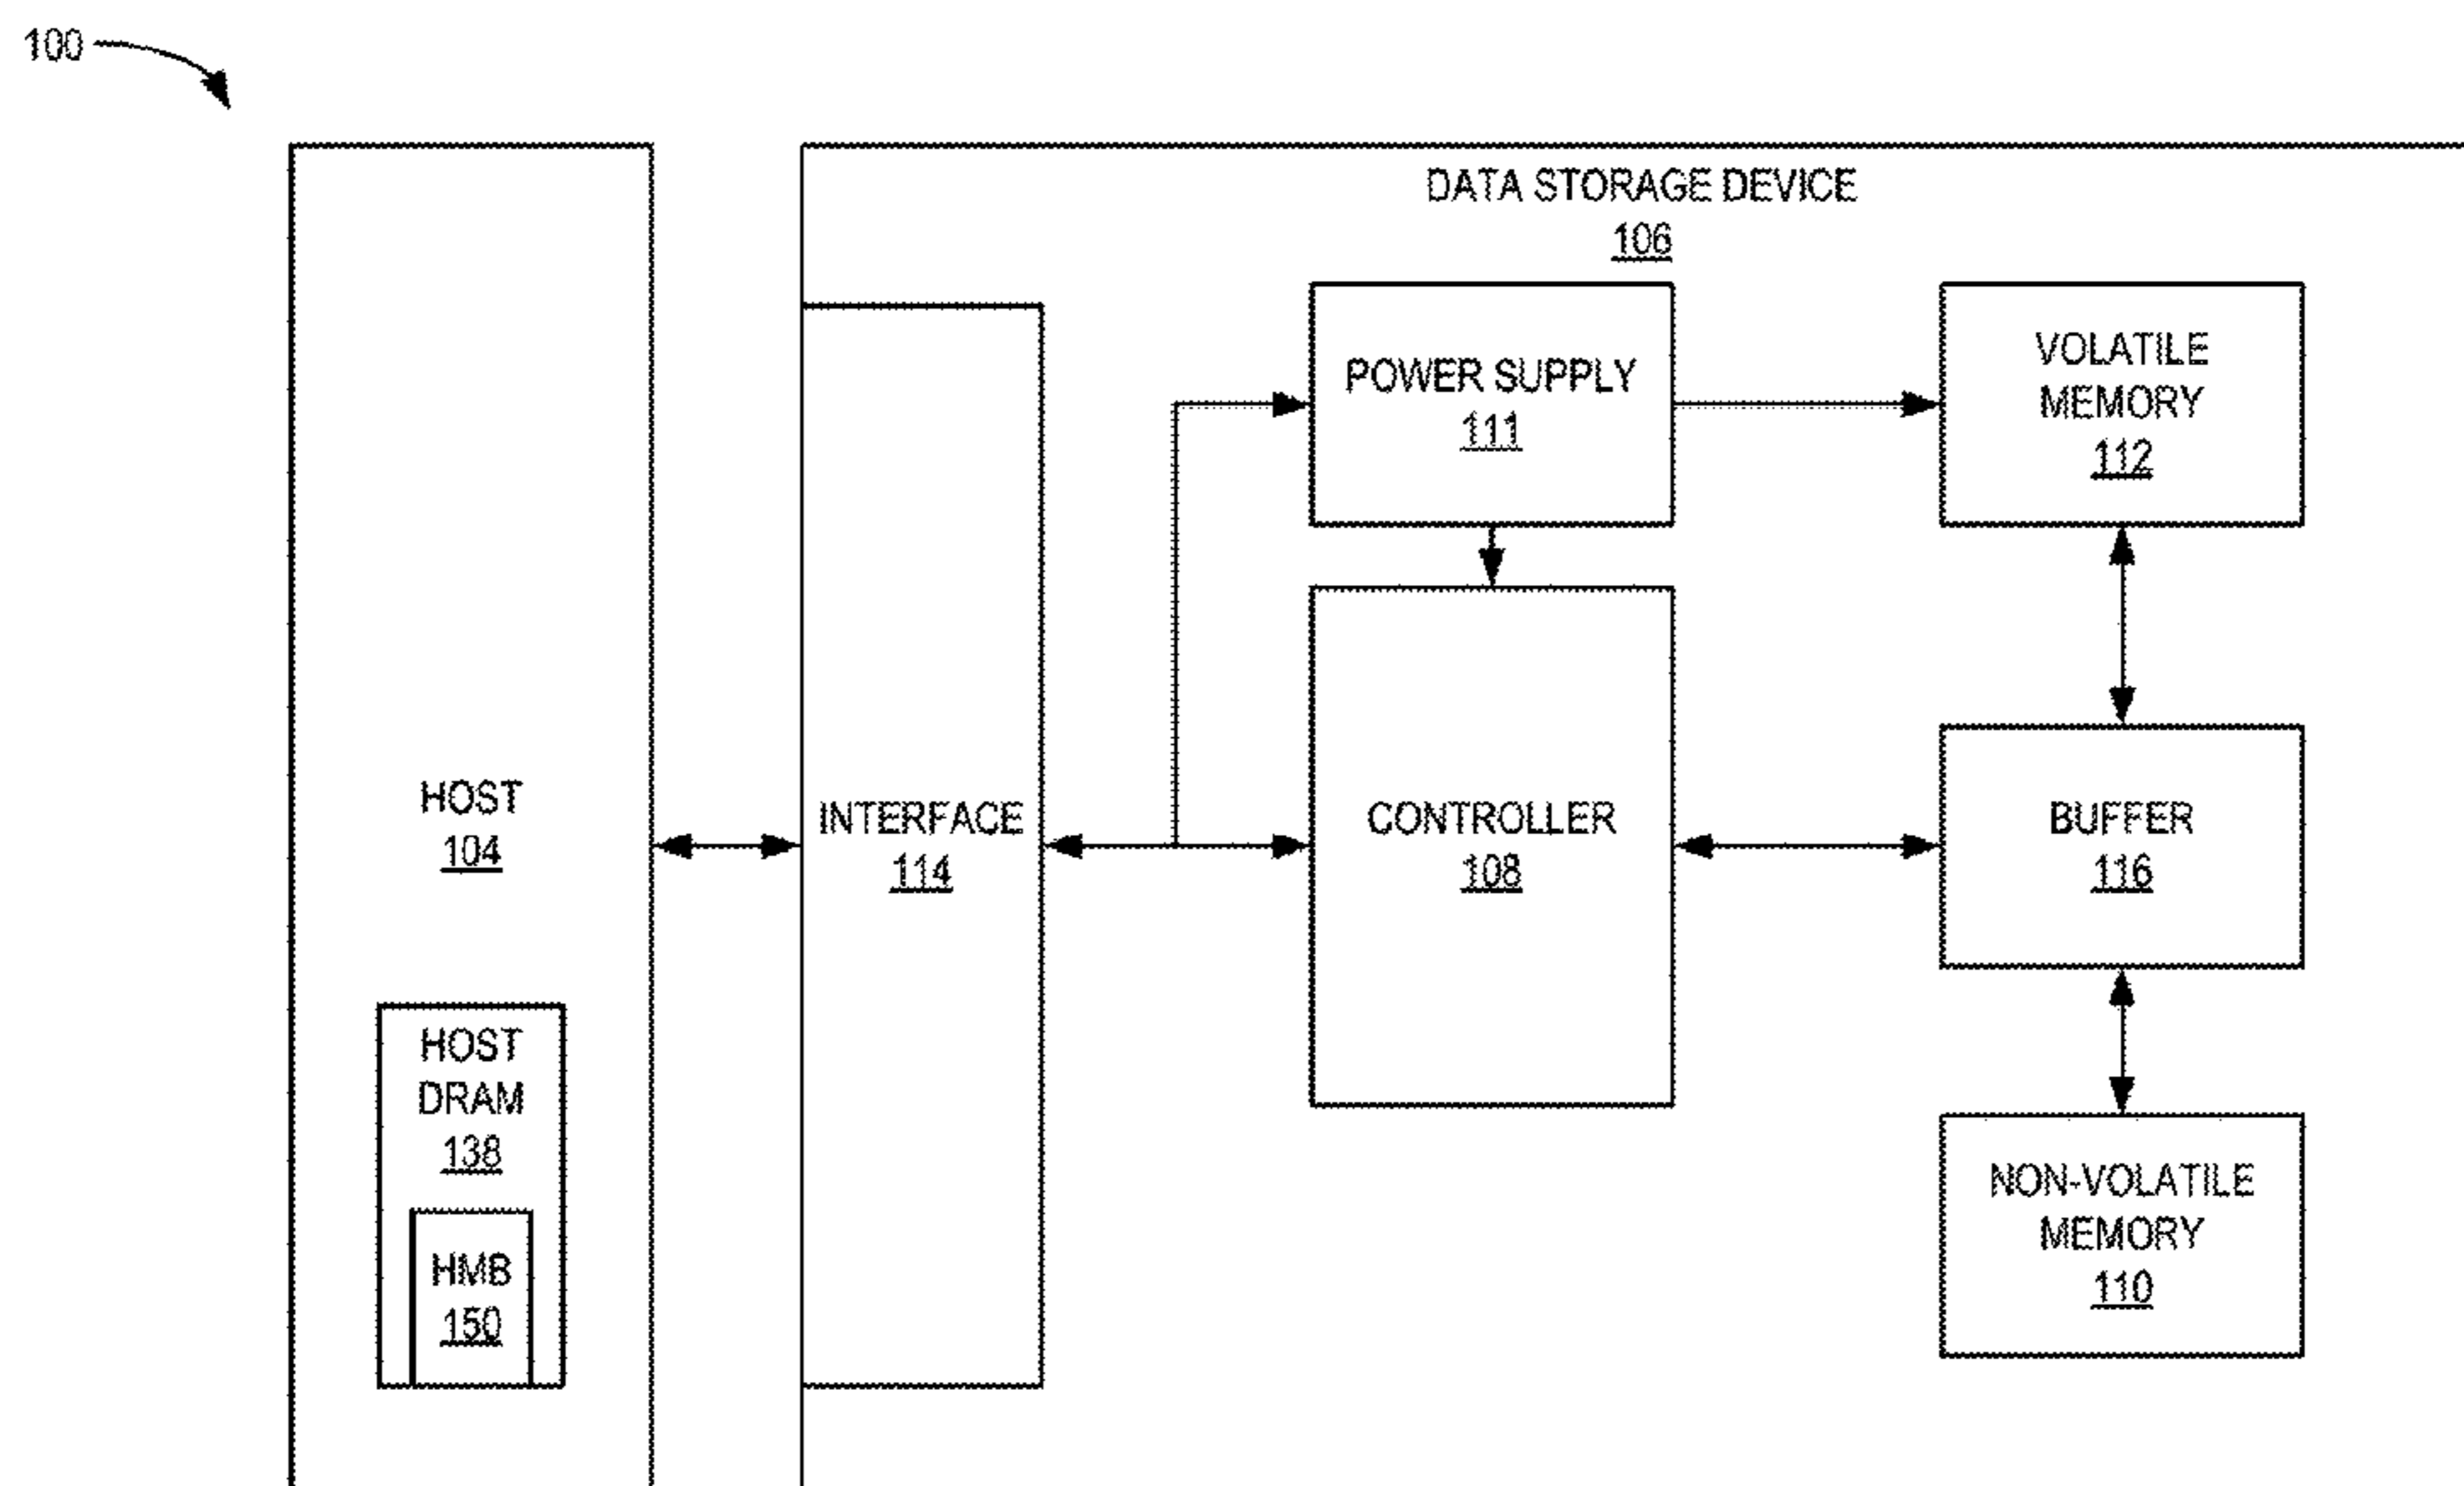 100
DATA STORAGE DEVICE
106
POWER SUPPLY
111
VOLATILE
MEMORY
112
HOST
104
INTERFACE
114
CONTROLLER
108
BUFFER
116
HOST
DRAM
138
HMB
150
NON-VOLATILE
MEMORY
110